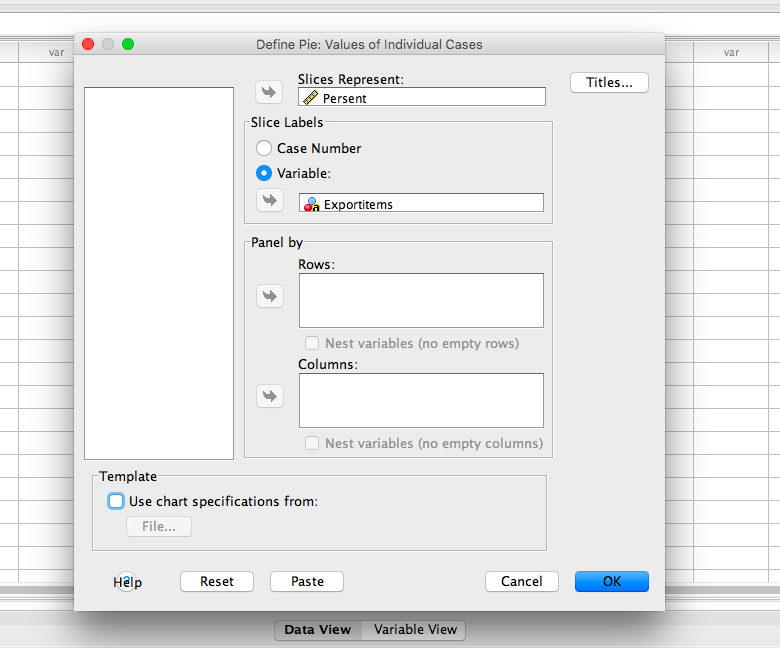 Define Pie: Values of Individual Cases
var
var
Slices Represent:
Persent
Titles...
Slice Labels
Case Number
Variable:
Exportitems
Panel by
Rows:
Nest variables (no empty rows)
Columns:
Nest variables (no empty columns)
Template
Use chart specifications from:
File...
Help
Reset
Paste
Cancel
OK
Data View
Variable View